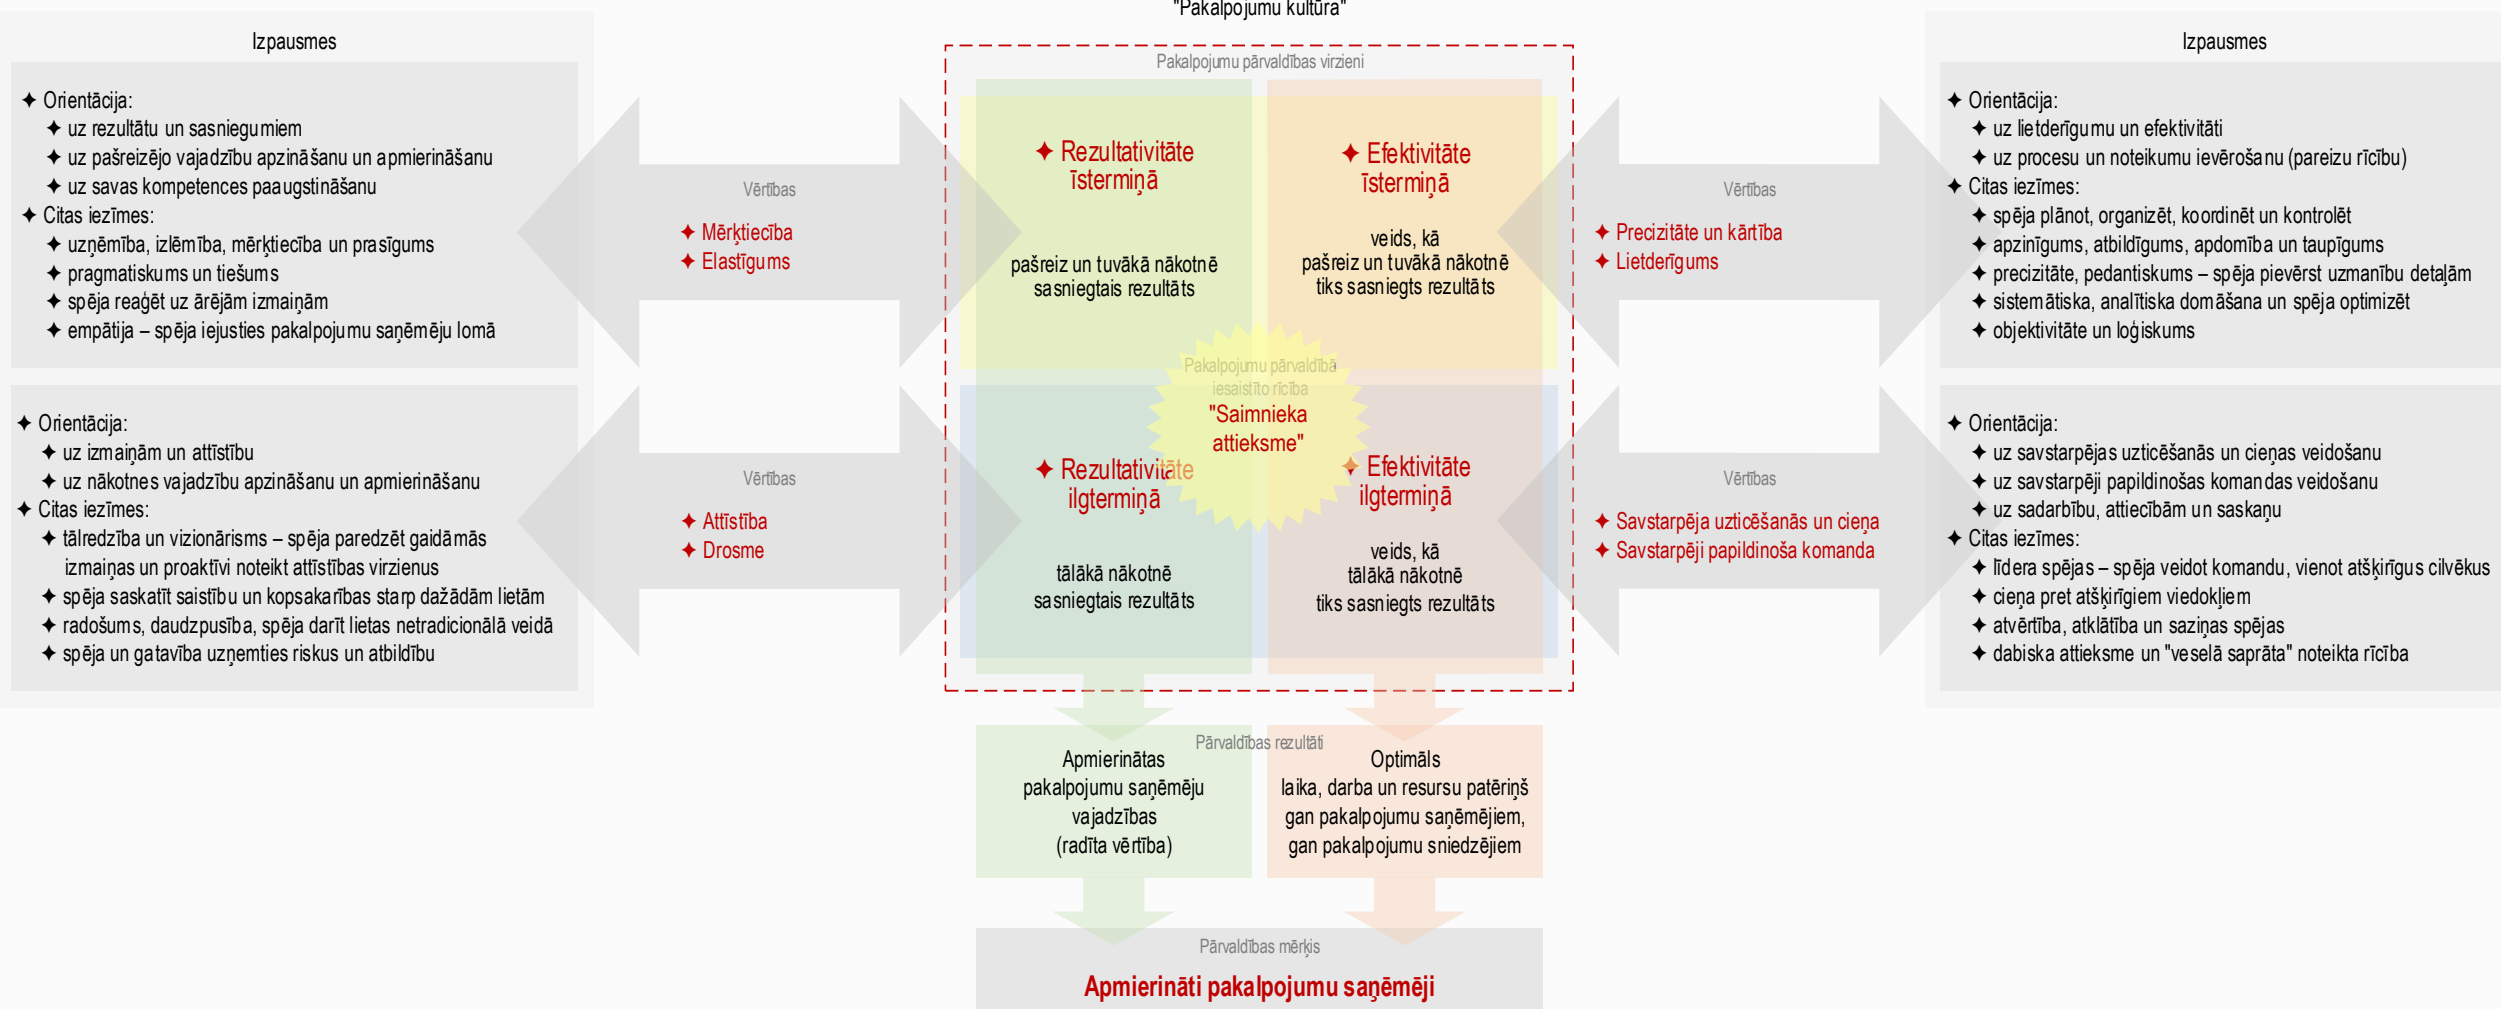 "Pakalpojumu kultūra"
Izpausmes
✦ Orientācija:
✦ uz rezultātu un sasniegumiem
✦ uz pašreizējo vajadzību apzināšanu un apmierināšanu
✦ uz savas kompetences paaugstināšanu
✦ Citas iezīmes:
✦ uzņēmība, izlēmība, mērķtiecība un prasīgums
✦ pragmatiskums un tiešums
✦ spēja reaģēt uz ārējām izmaiņām
✦ empātija – spēja iejusties pakalpojumu saņēmēju lomā
✦ Orientācija:
✦ uz izmaiņām un attīstību
✦ uz nākotnes vajadzību apzināšanu un apmierināšanu
✦ Citas iezīmes:
✦ tālredzība un vizionārisms – spēja paredzēt gaidāmās
izmaiņas un proaktīvi noteikt attīstības virzienus
✦ spēja saskatīt saistību un kopsakarības starp dažādām lietām
✦ radošums, daudzpusība, spēja darīt lietas netradicionālā veidā
✦ spēja un gatavība uzņemties riskus un atbildību
Vērtības
✦ Mērķtiecība
✦ Elastīgums
Vērtības
✦ Attīstība
✦ Drosme
Pakalpojumu pārvaldības virzieni
✦ Rezultativitāte
īstermiņā
pašreiz un tuvākā nākotnē
sasniegtais rezultāts
✦ Efektivitāte
īstermiņā
veids, kā
pašreiz un tuvākā nākotnē
tiks sasniegts rezultāts
Pakalpojumu pārvaldībā
iesaistīto rīcība
"Saimnieka
attieksme"
✦ Rezultativitāte
ilgtermiņā
tālākā nākotnē
sasniegtais rezultāts
✦ Efektivitāte
ilgtermiņā
veids, kā
tālākā nākotnē
tiks sasniegts rezultāts
Vērtības
✦ Precizitāte un kārtība
✦ Lietderīgums
Vērtības
✦ Savstarpēja uzticēšanās un cieņa
✦ Savstarpēji papildinoša komanda
Izpausmes
✦ Orientācija:
✦ uz lietderīgumu un efektivitāti
✦ uz procesu un noteikumu ievērošanu (pareizu rīcību)
✦ Citas iezīmes:
✦ spēja plānot, organizēt, koordinēt un kontrolēt
✦ apzinīgums, atbildīgums, apdomība un taupīgums
✦ precizitāte, pedantiskums – spēja pievērst uzmanību detaļām
✦ sistemātiska, analītiska domāšana un spēja optimizēt
✦ objektivitāte un loģiskums
✦ Orientācija:
✦ uz savstarpējas uzticēšanās un cieņas veidošanu
✦ uz savstarpēji papildinošas komandas veidošanu
✦ uz sadarbību, attiecībām un saskaņu
✦ Citas iezīmes:
✦ līdera spējas – spēja veidot komandu, vienot atšķirīgus cilvēkus
✦ cieņa pret atšķirīgiem viedokļiem
✦ atvērtība, atklātība un saziņas spējas
✦ dabiska attieksme un "veselā saprāta" noteikta rīcība
Pārvaldības rezultāti
Apmierinātas
pakalpojumu saņēmēju
vajadzības
(radīta vērtība)
Optimāls
laika, darba un resursu patēriņš
gan pakalpojumu saņēmējiem,
gan pakalpojumu sniedzējiem
Pārvaldības mērķis
Apmierināti pakalpojumu saņēmēji